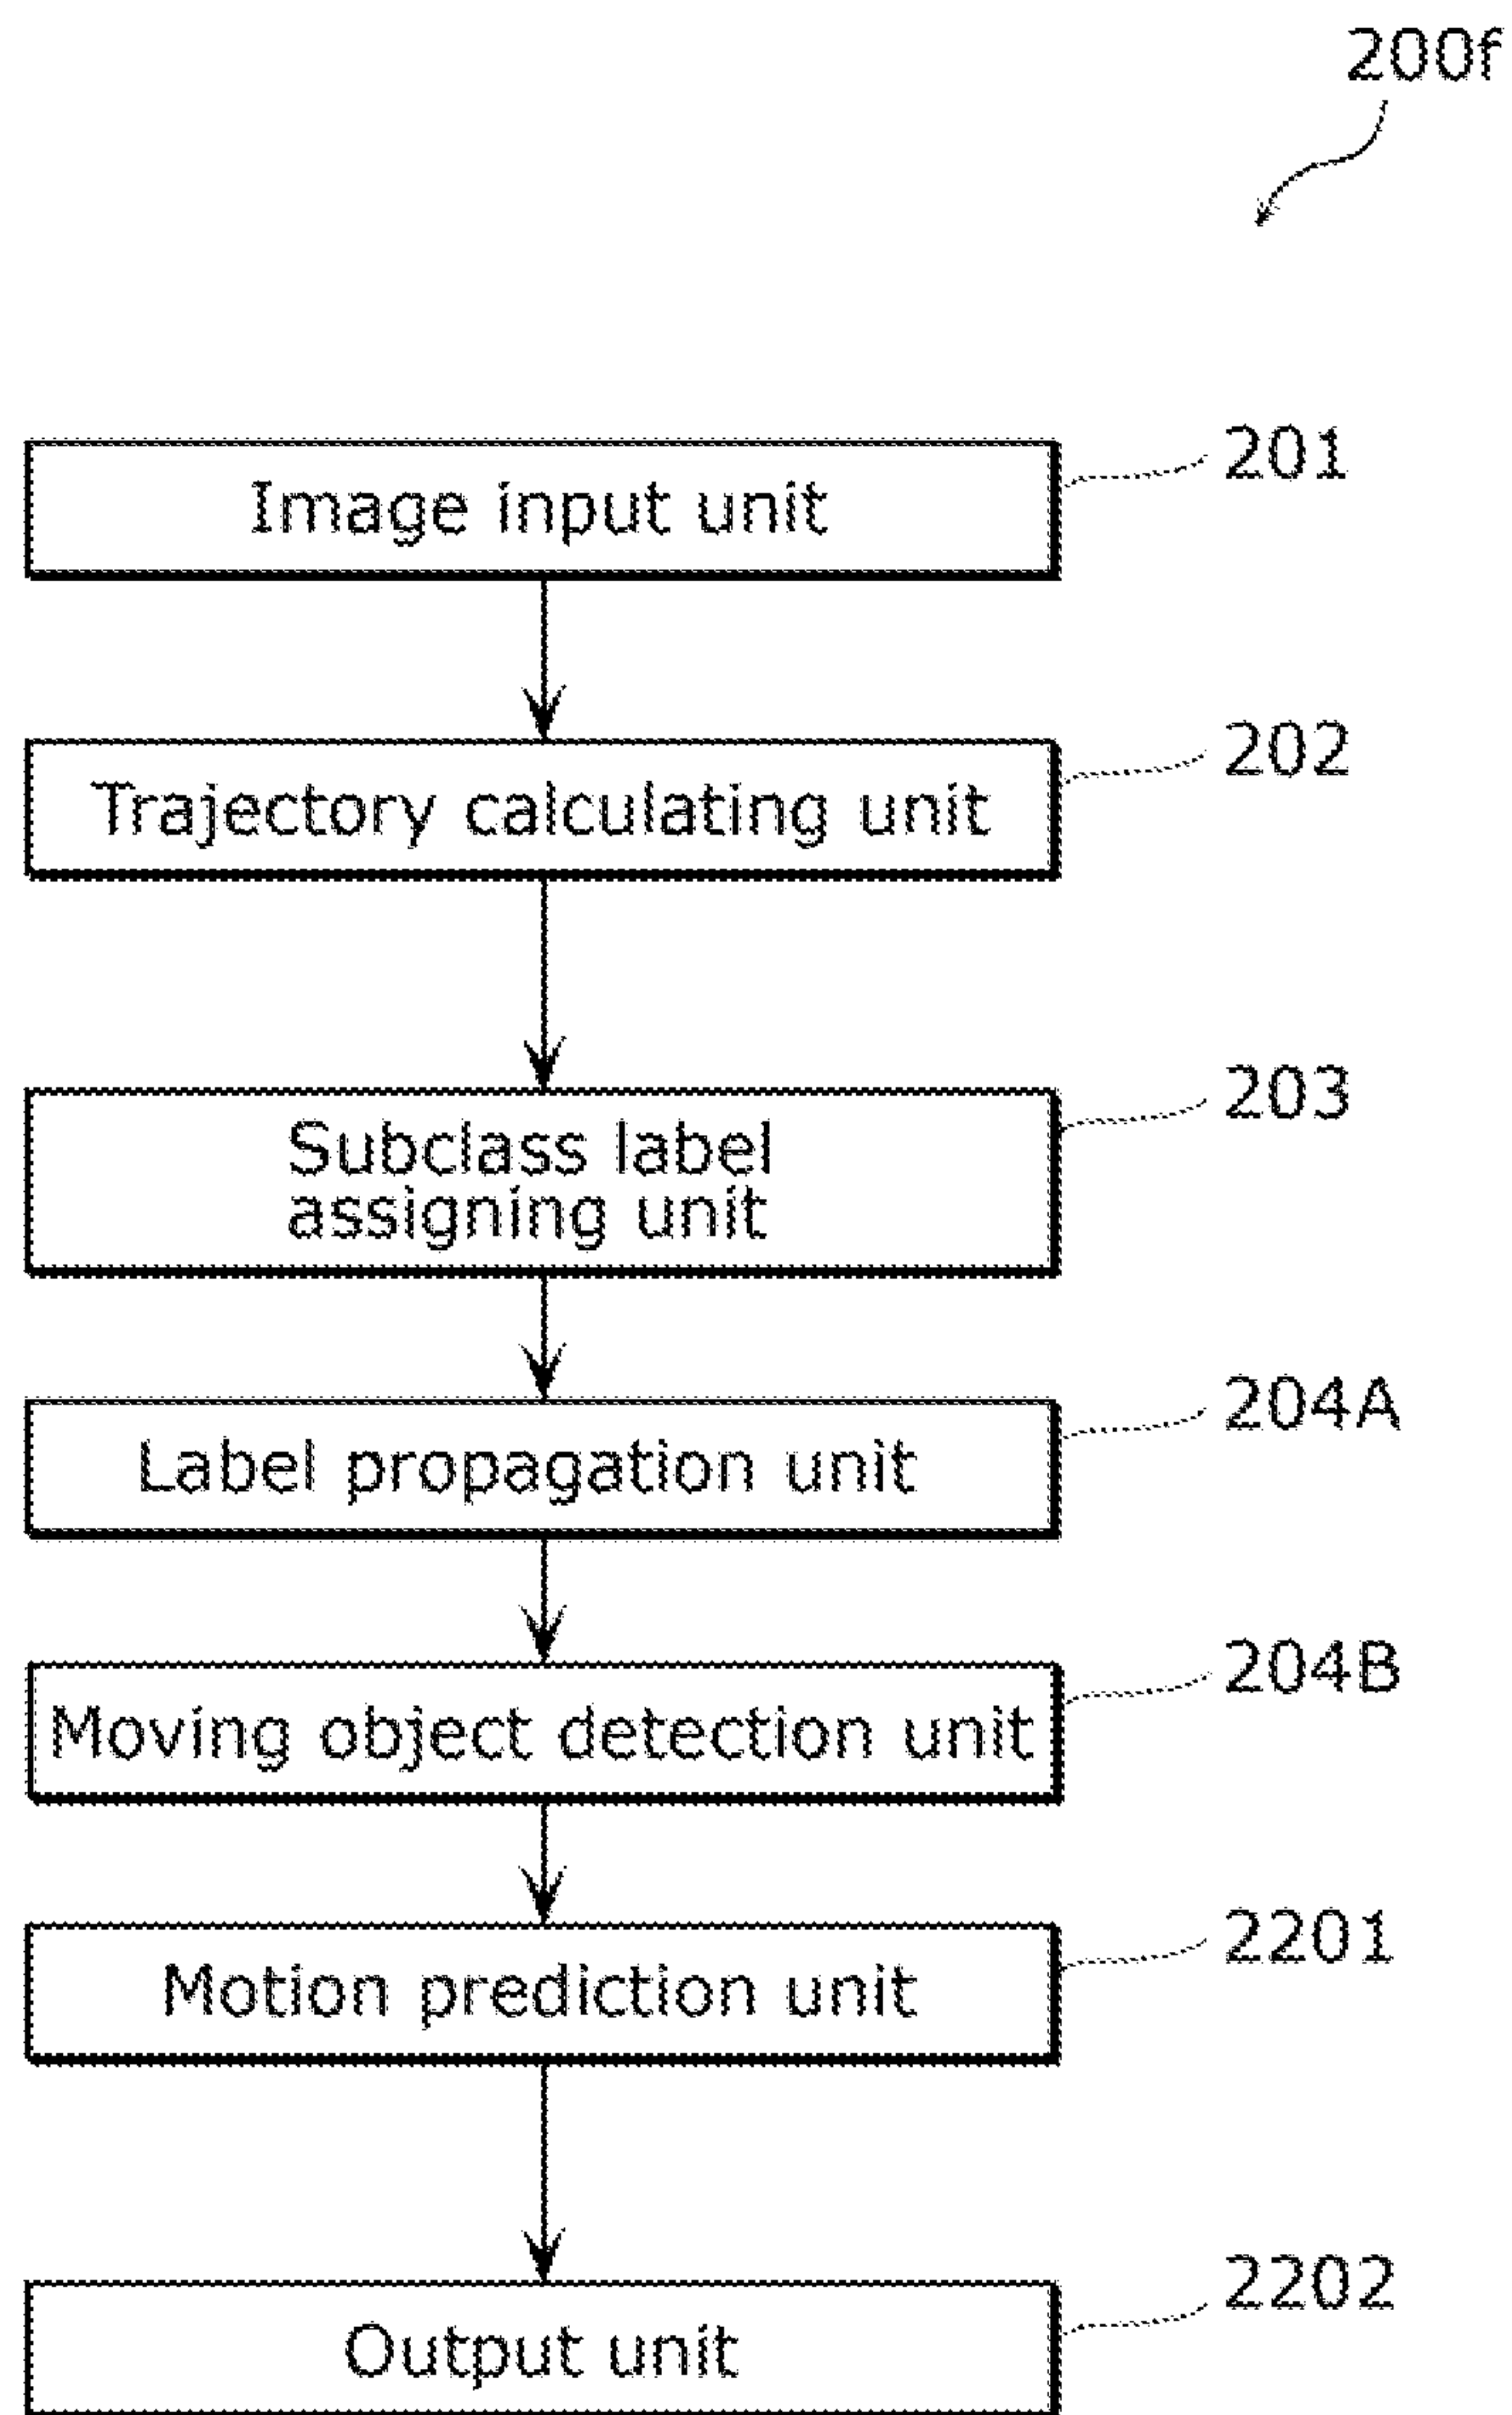 200f
Image input unit
201
Trajectory calculating unit
202
Subclass label
assigning unit
203
Label propagation unit
204A
Moving object detection unit
204B
Motion prediction unit
2201
Output unit
2202